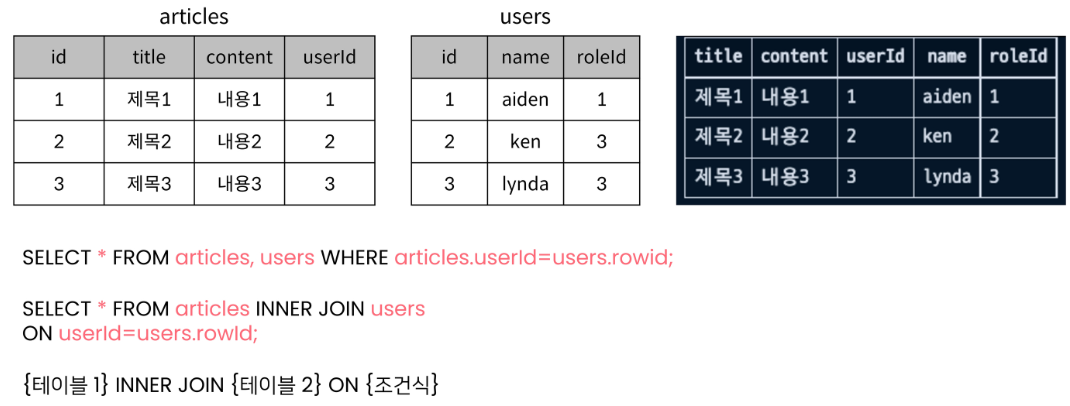 articles
id title content userId
1 제목1 내용1 1
2 제목2 내용2 2
3 제목3 내용3 3
users
id name roleId
1 aiden 1
2 ken 3
3 lynda 3
title content userId name roleId
제목1 내용1 1 aiden 1
제목2 내용2 2 ken 2
제목3 내용3 3 lynda 3
SELECT * FROM articles, users WHERE articles.userId=users.rowid;
SELECT * FROM articles INNER JOIN users
ON userId=users.rowId;
{테이블 1} INNER JOIN {테이블 2} ON {조건식}